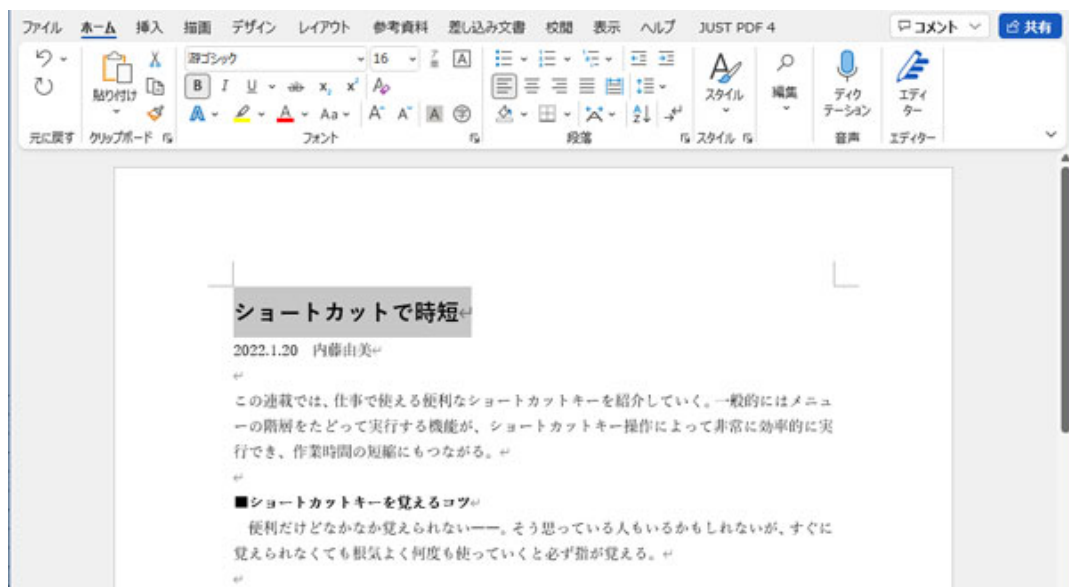 ファイル ホーム 挿入 描画 デザイン レイアウト 参考資料 差し込み文書 校閲 表示 ヘルプ JUST PDF 4 コメント 共有
游ゴシック 16
貼り付け スタイル 編集 ディクテーション エディター
元に戻す クリップボード フォント 段落 スタイル 音声 エディター
ショートカットで時短
2022.1.20 内藤由美
この連載では、仕事で使える便利なショートカットキーを紹介していく。一般的にはメニュ
ーの階層をたどって実行する機能が、ショートカットキー操作によって非常に効率的に実
行でき、作業時間の短縮にもつながる。
■ショートカットキーを覚えるコツ
便利だけどなかなか覚えられない――。そう思っている人もいるかもしれないが、すぐに
覚えられなくても根気よく何度も使っていくと必ず指が覚える。